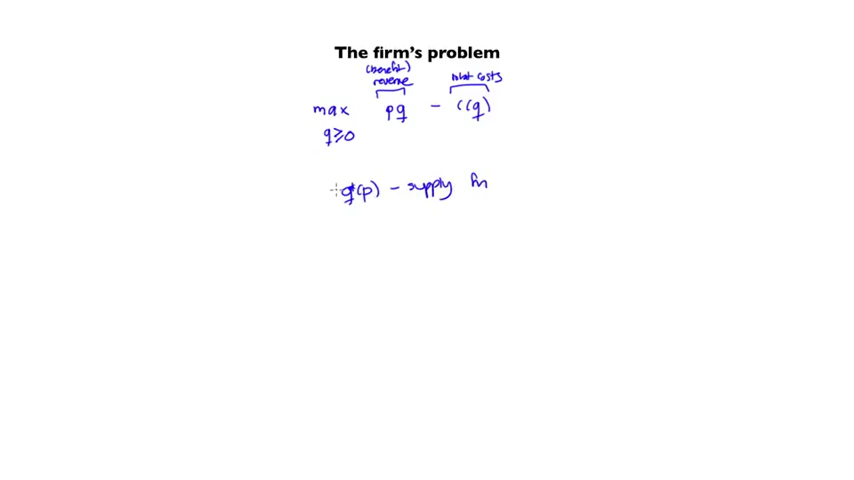 The firm's problem
(benefit)
revenue
total costs
max pq - c(q)
q≥0
q*(p) - supply fn